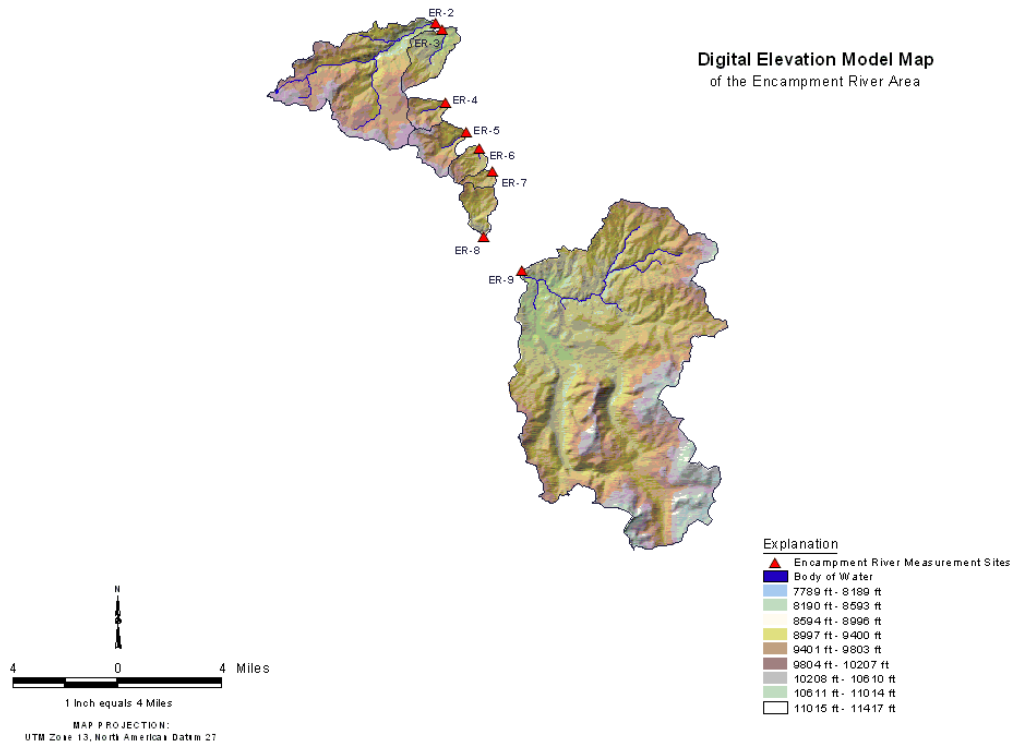 Digital Elevation Model Map
of the Encampment River Area
ER-2
ER-3
ER-4
ER-5
ER-6
ER-7
ER-8
ER-9
Explanation
Encampment River Measurement Sites
Body of Water
7789 ft - 8189 ft
8190 ft - 8593 ft
8594 ft - 8996 ft
8997 ft - 9400 ft
9401 ft - 9803 ft
9804 ft - 10207 ft
10208 ft - 10610 ft
10611 ft - 11014 ft
11015 ft - 11417 ft
N
4 0 4 Miles
1 Inch equals 4 Miles
MAP PROJECTION:
UTM Zone 13, North American Datum 27